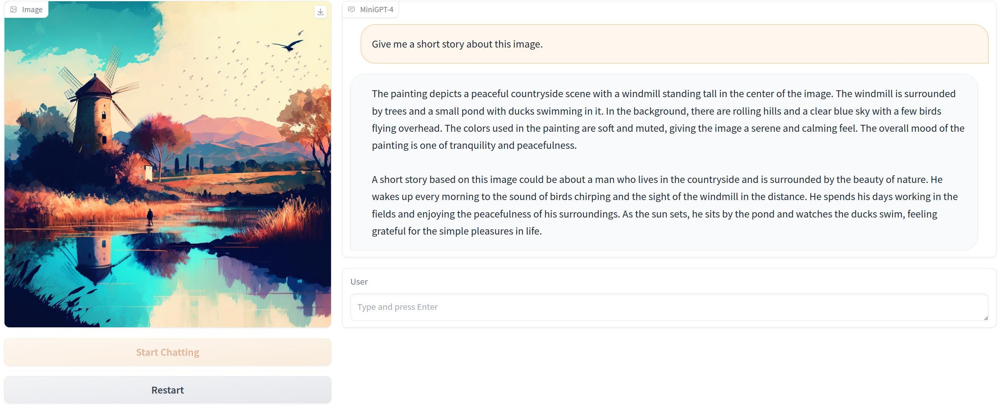 Image
MiniGPT-4
Give me a short story about this image.
The painting depicts a peaceful countryside scene with a windmill standing tall in the center of the image. The windmill is surrounded
by trees and a small pond with ducks swimming in it. In the background, there are rolling hills and a clear blue sky with a few birds
flying overhead. The colors used in the painting are soft and muted, giving the image a serene and calming feel. The overall mood of the
painting is one of tranquility and peacefulness.
A short story based on this image could be about a man who lives in the countryside and is surrounded by the beauty of nature. He
wakes up every morning to the sound of birds chirping and the sight of the windmill in the distance. He spends his days working in the
fields and enjoying the peacefulness of his surroundings. As the sun sets, he sits by the pond and watches the ducks swim, feeling
grateful for the simple pleasures in life.
User
Type and press Enter
Start Chatting
Restart